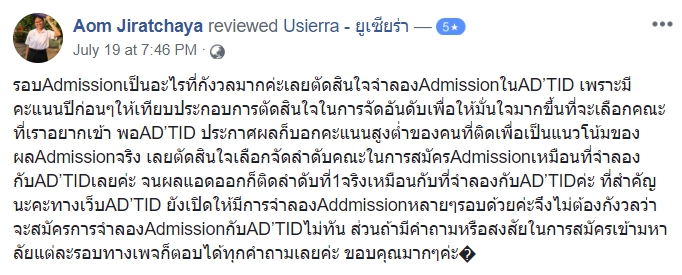 Aom Jiratchaya reviewed Usierra - ยูเซียร่า — 5★
July 19 at 7:46 PM ·
รอบAdmissionเป็นอะไรที่กังวลมากค่ะเลยตัดสินใจจำลองAdmissionในAD'TID เพราะมี
คะแนนปีก่อนๆให้เทียบประกอบการตัดสินใจในการจัดอันดับเพื่อให้มั่นใจมากขึ้นที่จะเลือกคณะ
ที่เราอยากเข้า พอAD'TID ประกาศผลก็บอกคะแนนสูงต่ำของคนที่ติดเพื่อเป็นแนวโน้มของ
ผลAdmissionจริง เลยตัดสินใจเลือกจัดลำดับคณะในการสมัครAdmissionเหมือนที่จำลอง
กับAD'TIDเลยค่ะ จนผลแอดออกก็ติดลำดับที่1จริงเหมือนกับที่จำลองกับAD'TIDค่ะ ที่สำคัญ
นะคะทางเว็บAD'TID ยังเปิดให้มีการจำลองAddmissionหลายๆรอบด้วยค่ะจึงไม่ต้องกังวลว่า
จะสมัครการจำลองAdmissionกับAD'TIDไม่ทัน ส่วนถ้ามีคำถามหรือสงสัยในการสมัครเข้ามหา
ลัยแต่ละรอบทางเพจก็ตอบได้ทุกคำถามเลยค่ะ ขอบคุณมากๆค่ะ�